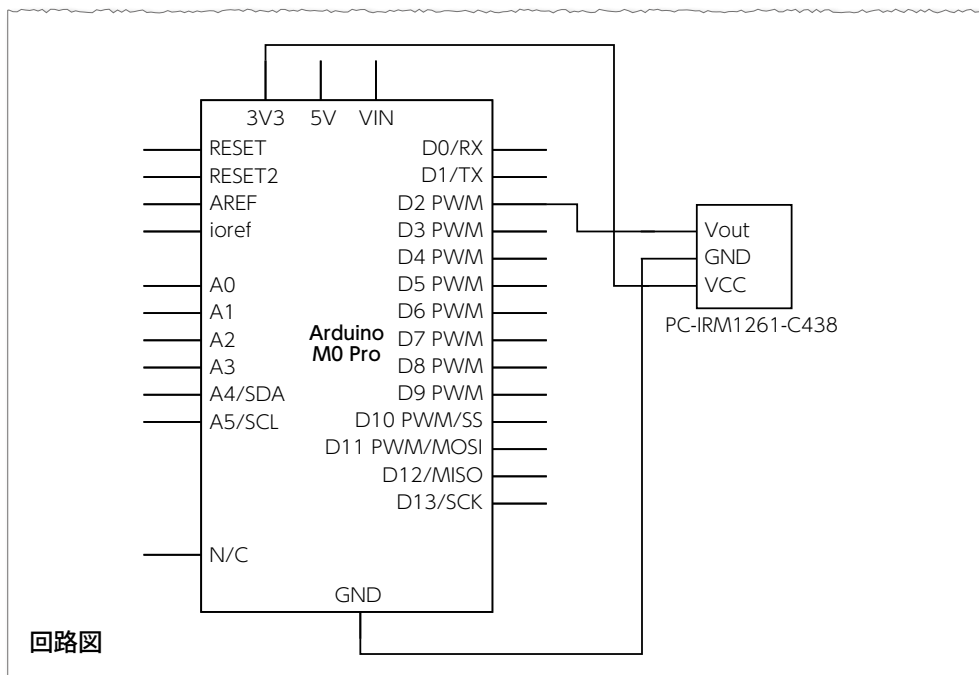 3V3 5V VIN
RESET
RESET2
AREF
ioref
A0
A1
A2
A3
A4/SDA
A5/SCL
N/C
Arduino
M0 Pro
D0/RX
D1/TX
D2 PWM
D3 PWM
D4 PWM
D5 PWM
D6 PWM
D7 PWM
D8 PWM
D9 PWM
D10 PWM/SS
D11 PWM/MOSI
D12/MISO
D13/SCK
GND
Vout
GND
VCC
PC-IRM1261-C438
回路図